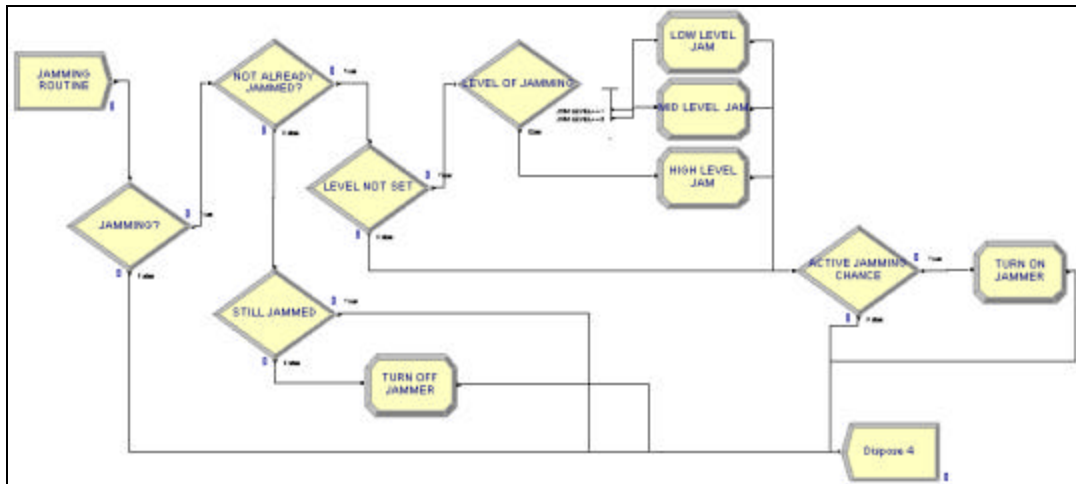 JAMMING
ROUTINE
NOT ALREADY
JAMMED?
True
False
LEVEL OF JAMMING
Else
LOW LEVEL
JAM
MID LEVEL JAM
HIGH LEVEL
JAM
LEVEL NOT SET
True
False
JAMMING?
True
False
ACTIVE JAMMING
CHANCE
True
False
TURN ON
JAMMER
STILL JAMMED
True
False
TURN OFF
JAMMER
Dispose 4